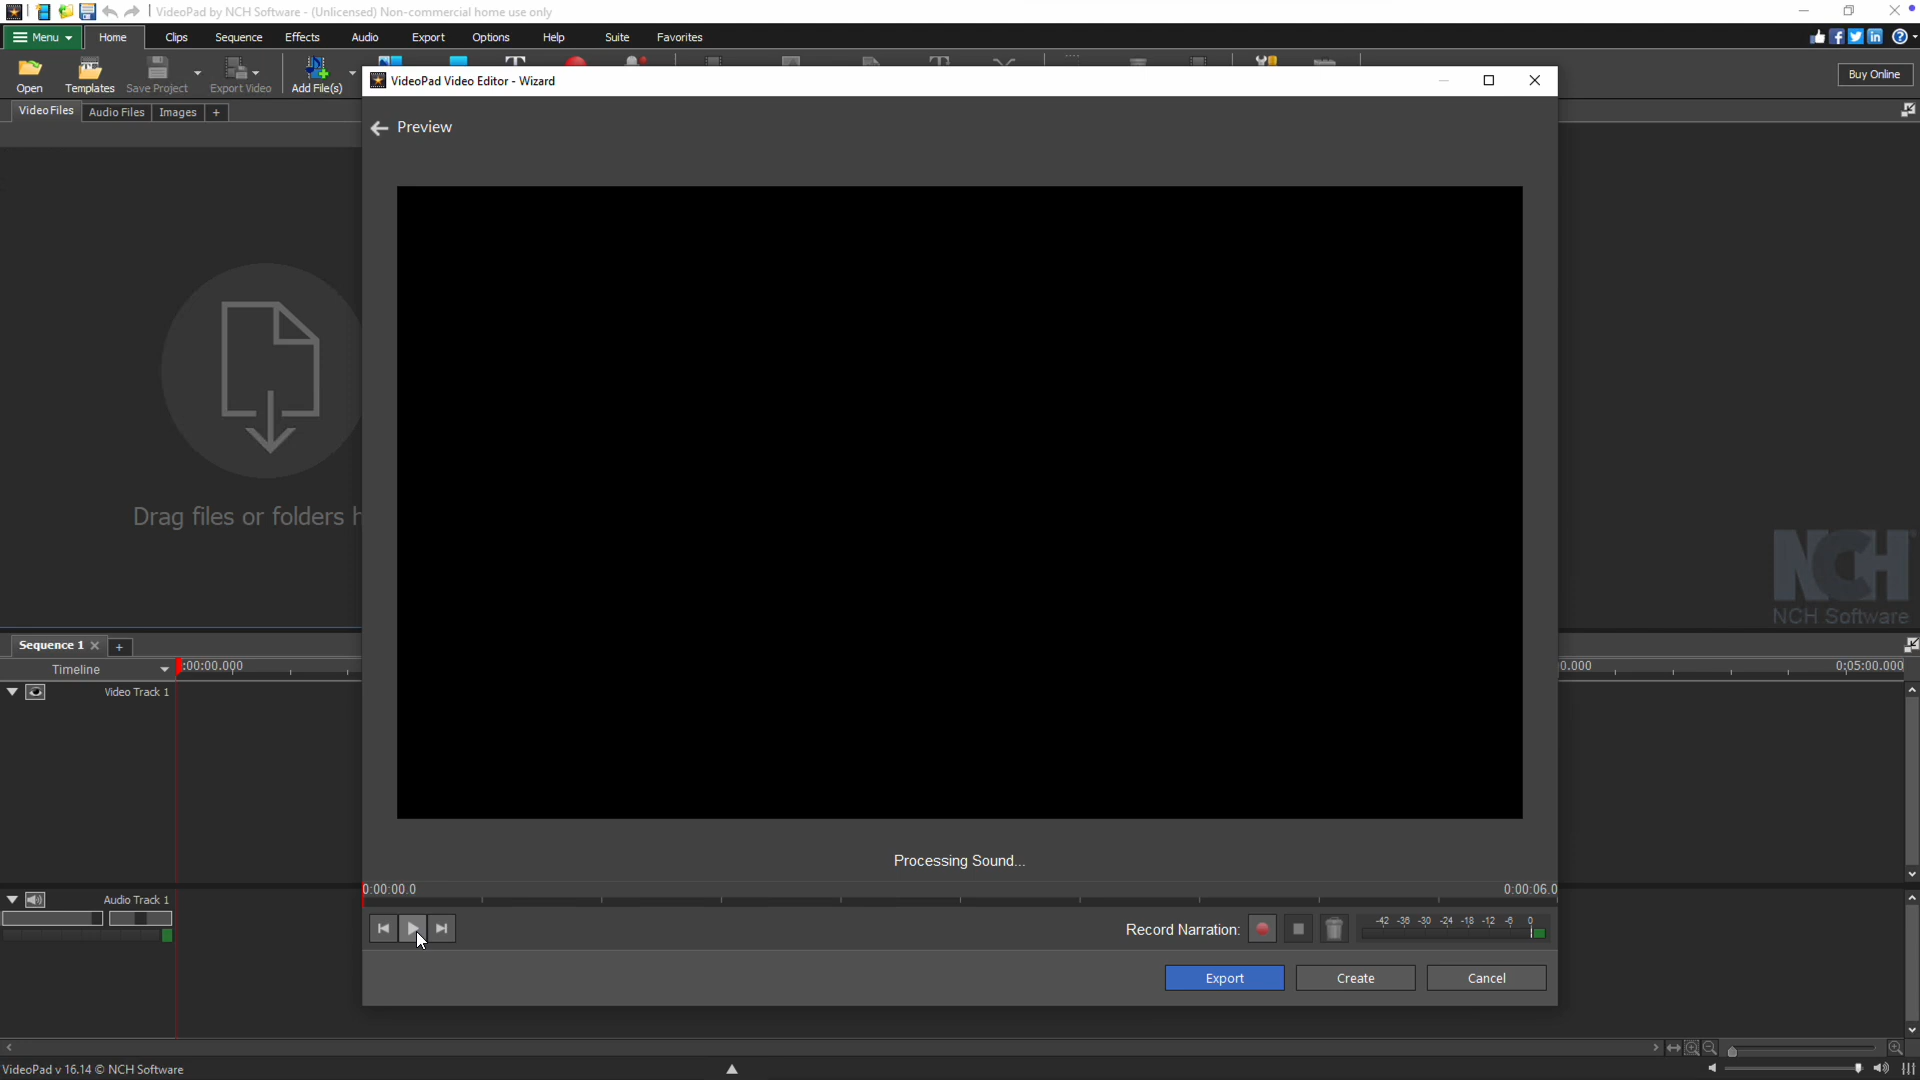 VideoPad by NCH Software - (Unlicensed) Non-commercial home use only
Menu Home Clips Sequence Effects Audio Export Options Help Suite Favorites
Open Templates Save Project Export Video Add File(s) Buy Online
VideoPad Video Editor - Wizard
Video Files Audio Files Images +
Preview
Drag files or folders h
NCH
NCH Software
Sequence 1 +
Timeline :00:00.000 0.000 0;05:00.000
Video Track 1
Processing Sound...
0:00:00.0 0:00:06.0
Audio Track 1
Record Narration: -42 -36 -30 -24 -18 -12 -6 0
Export Create Cancel
VideoPad v 16.14 © NCH Software